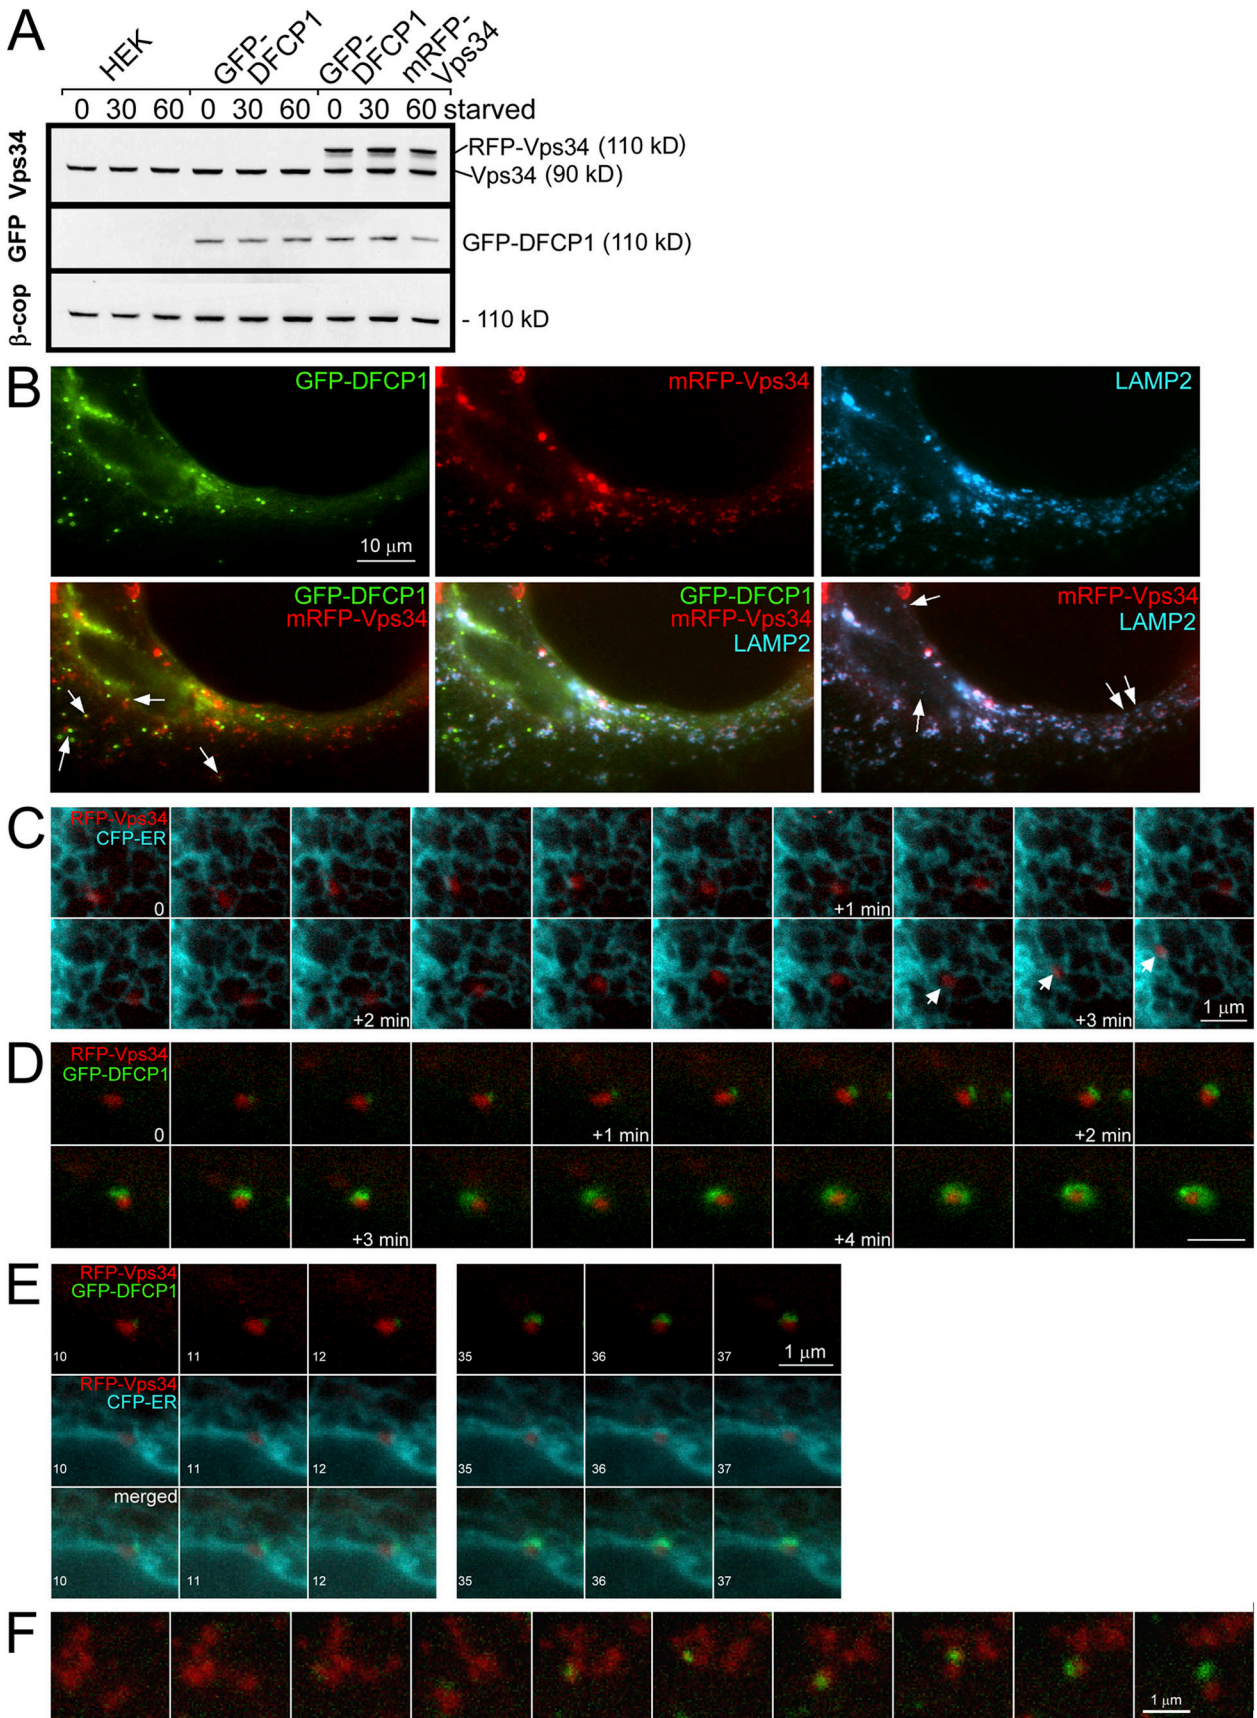 A
HEK
GFP-
DFCP1
GFP-
DFCP1
mRFP-
Vps34
0 30 60 0 30 60 0 30 60 starved
Vps34
RFP-Vps34 (110 kD)
Vps34 (90 kD)
GFP
GFP-DFCP1 (110 kD)
β-cop
- 110 kD
B
GFP-DFCP1
10 μm
mRFP-Vps34
LAMP2
GFP-DFCP1
mRFP-Vps34
GFP-DFCP1
mRFP-Vps34
LAMP2
mRFP-Vps34
LAMP2
C
RFP-Vps34
CFP-ER
0
+1 min
+2 min
+3 min
1 μm
D
RFP-Vps34
GFP-DFCP1
0
+1 min
+2 min
+3 min
+4 min
E
RFP-Vps34
GFP-DFCP1
10 11 12 35 36 37
1 μm
RFP-Vps34
CFP-ER
10 11 12 35 36 37
merged
10 11 12 35 36 37
F
1 μm